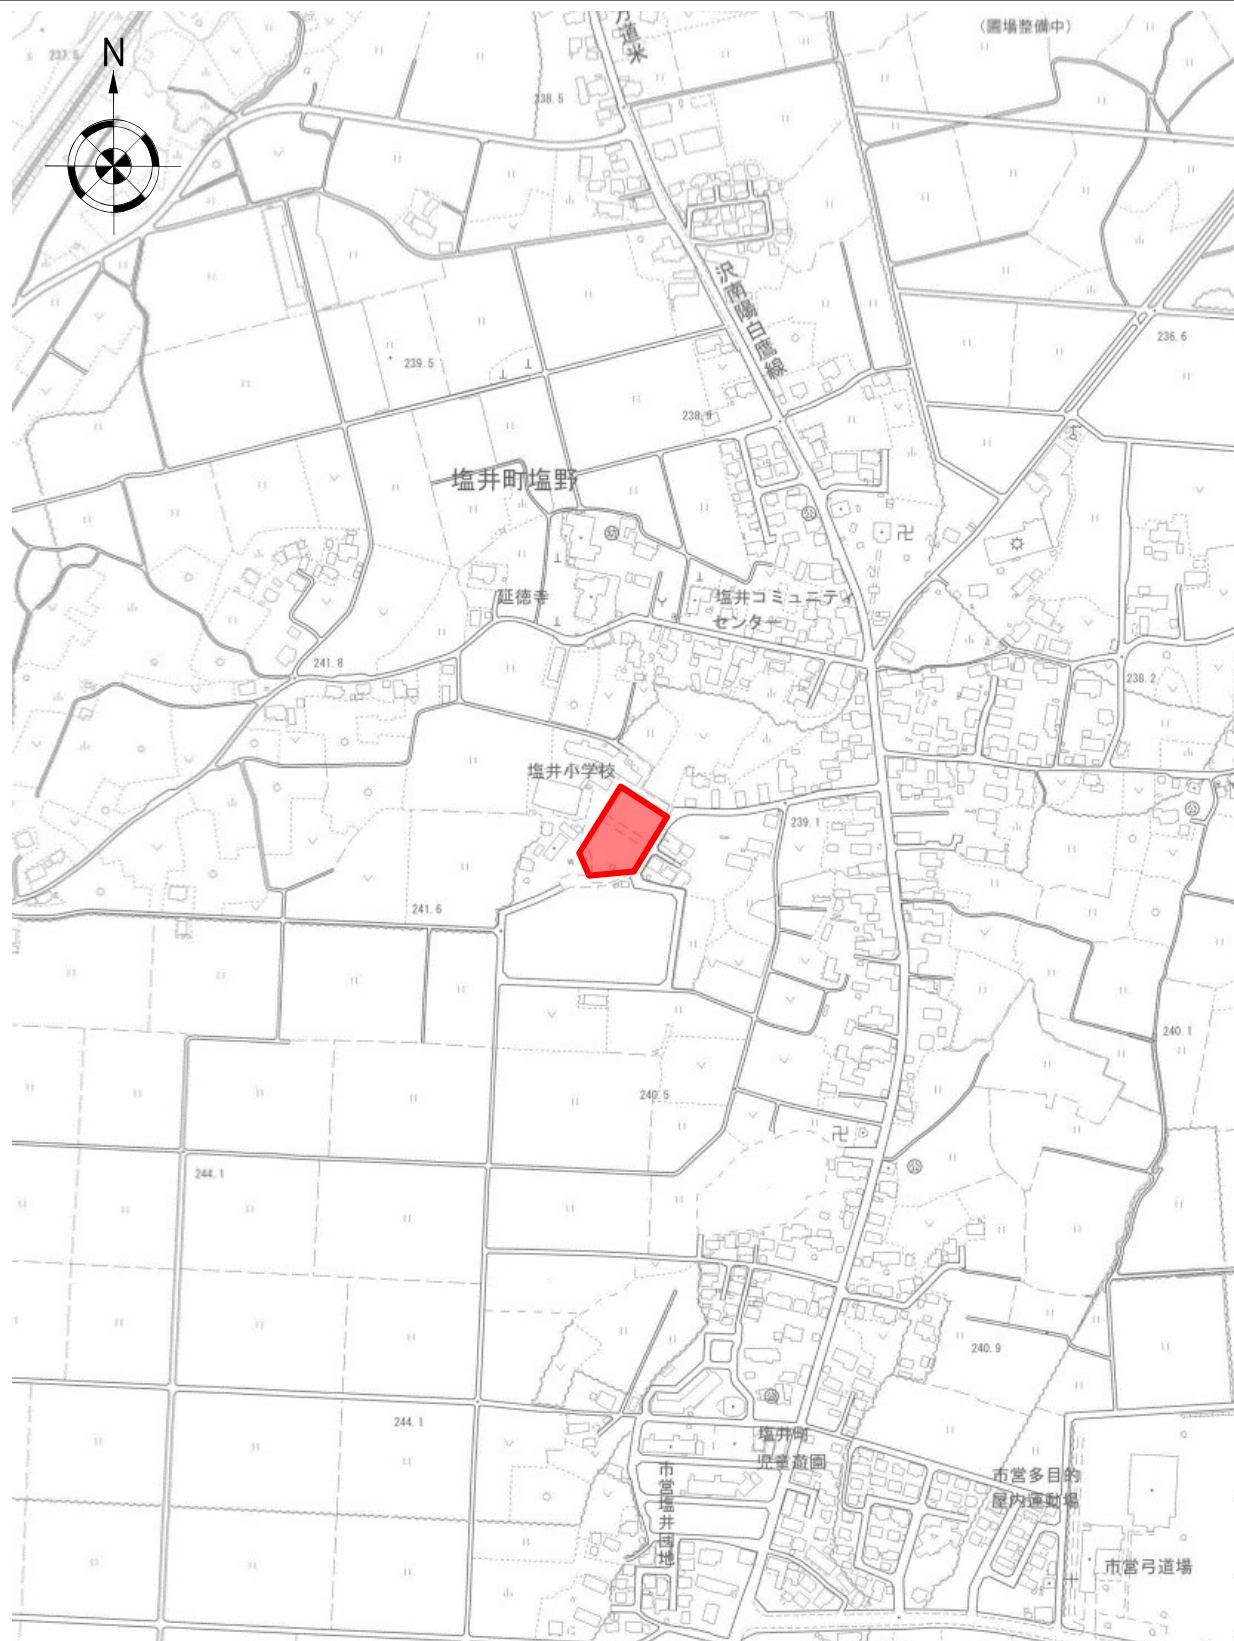 (圃場整備中)
N
237.5
方道米
238.5
沢南陽白鷹線
236.6
239.5
238.9
塩井町塩野
延徳寺
塩井コミュニティ
センター
241.8
238.2
塩井小学校
239.1
241.6
240.1
240.5
244.1
240.9
244.1
塩井町
児童遊園
市営塩井団地
市営多目的
屋内運動場
市営弓道場